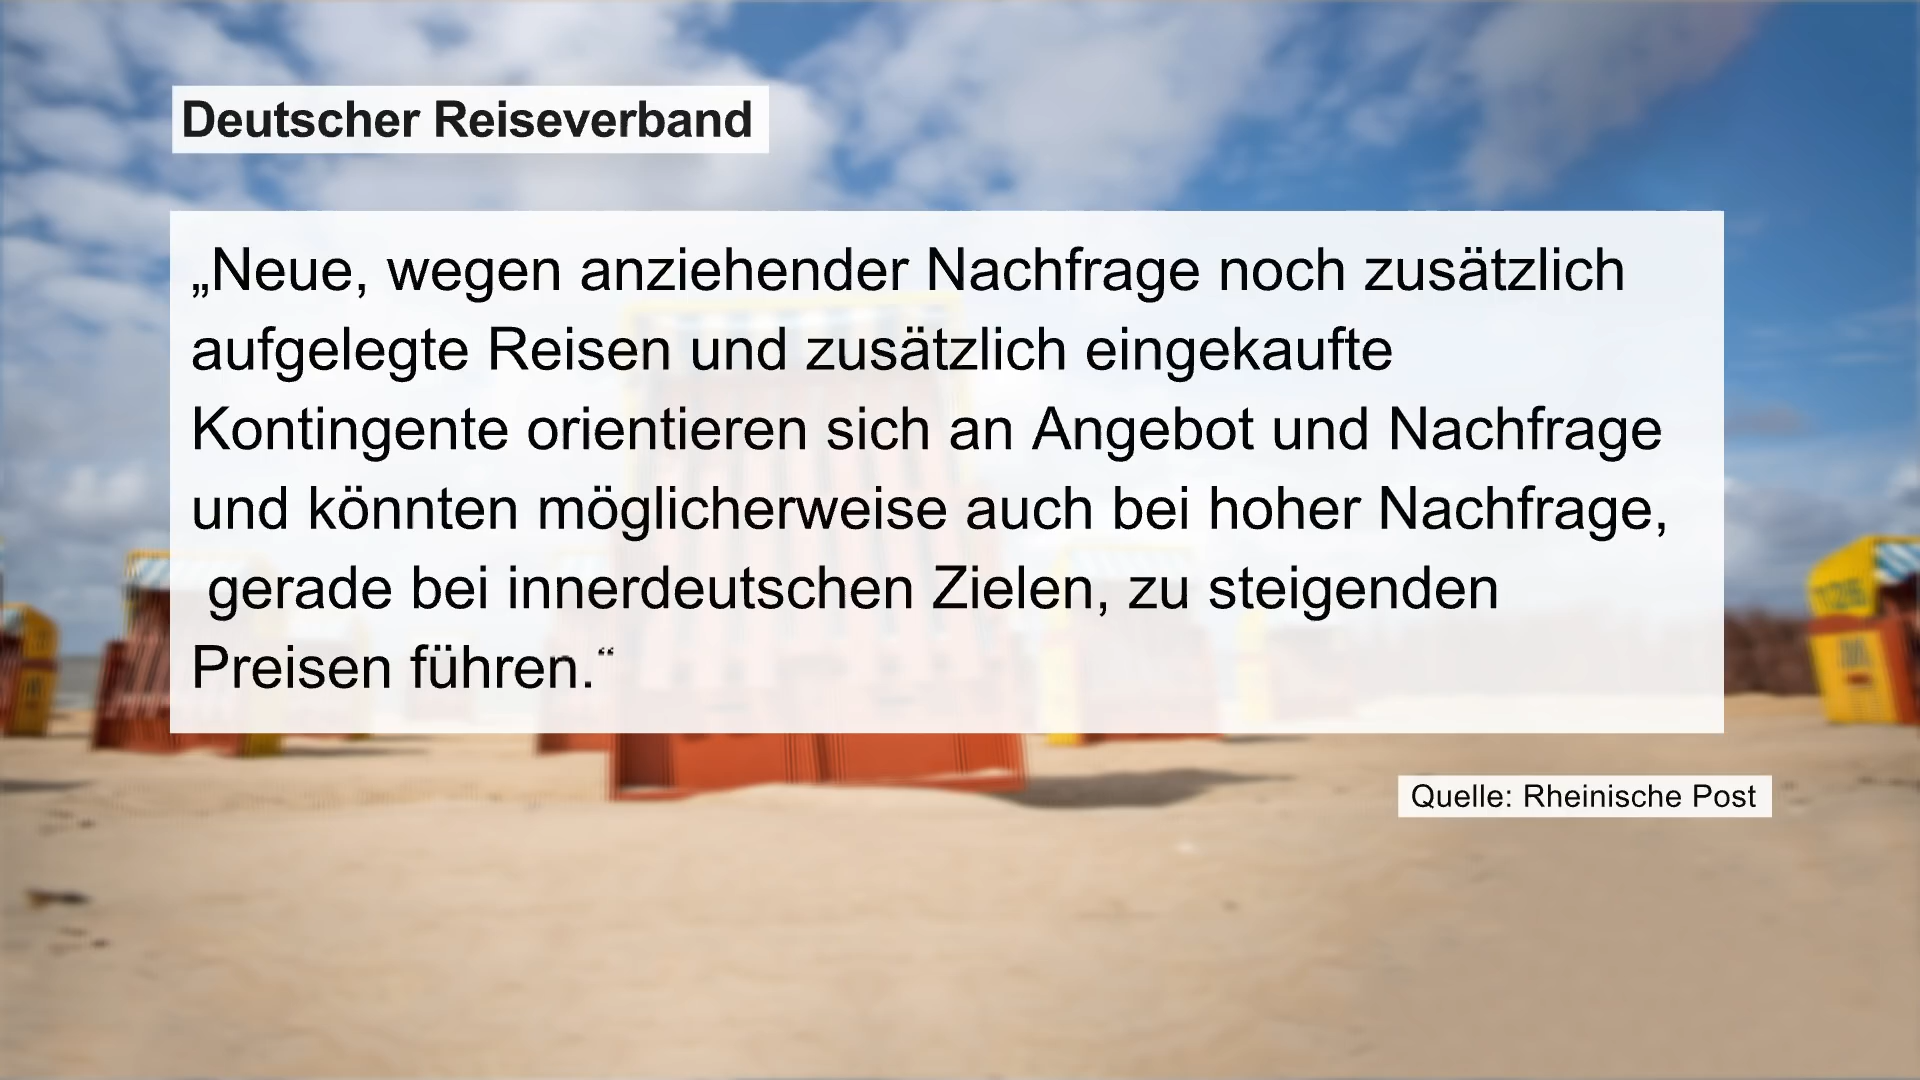 Deutscher Reiseverband
„Neue, wegen anziehender Nachfrage noch zusätzlich
aufgelegte Reisen und zusätzlich eingekaufte
Kontingente orientieren sich an Angebot und Nachfrage
und könnten möglicherweise auch bei hoher Nachfrage,
gerade bei innerdeutschen Zielen, zu steigenden
Preisen führen.“
Quelle: Rheinische Post